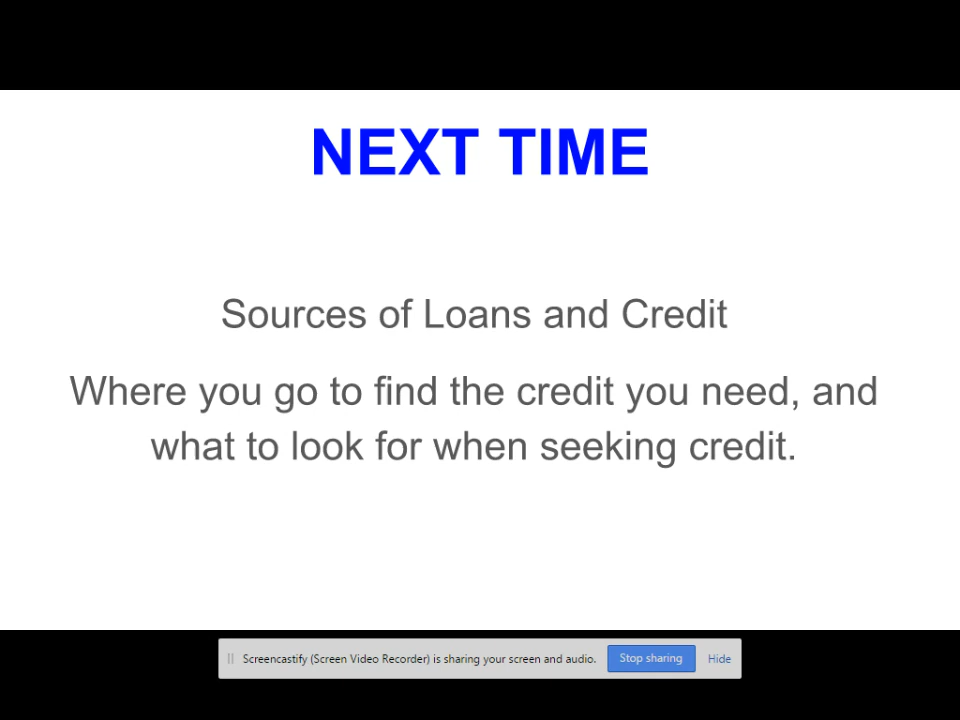 NEXT TIME
Sources of Loans and Credit
Where you go to find the credit you need, and
what to look for when seeking credit.
Screencastify (Screen Video Recorder) is sharing your screen and audio. Stop sharing Hide